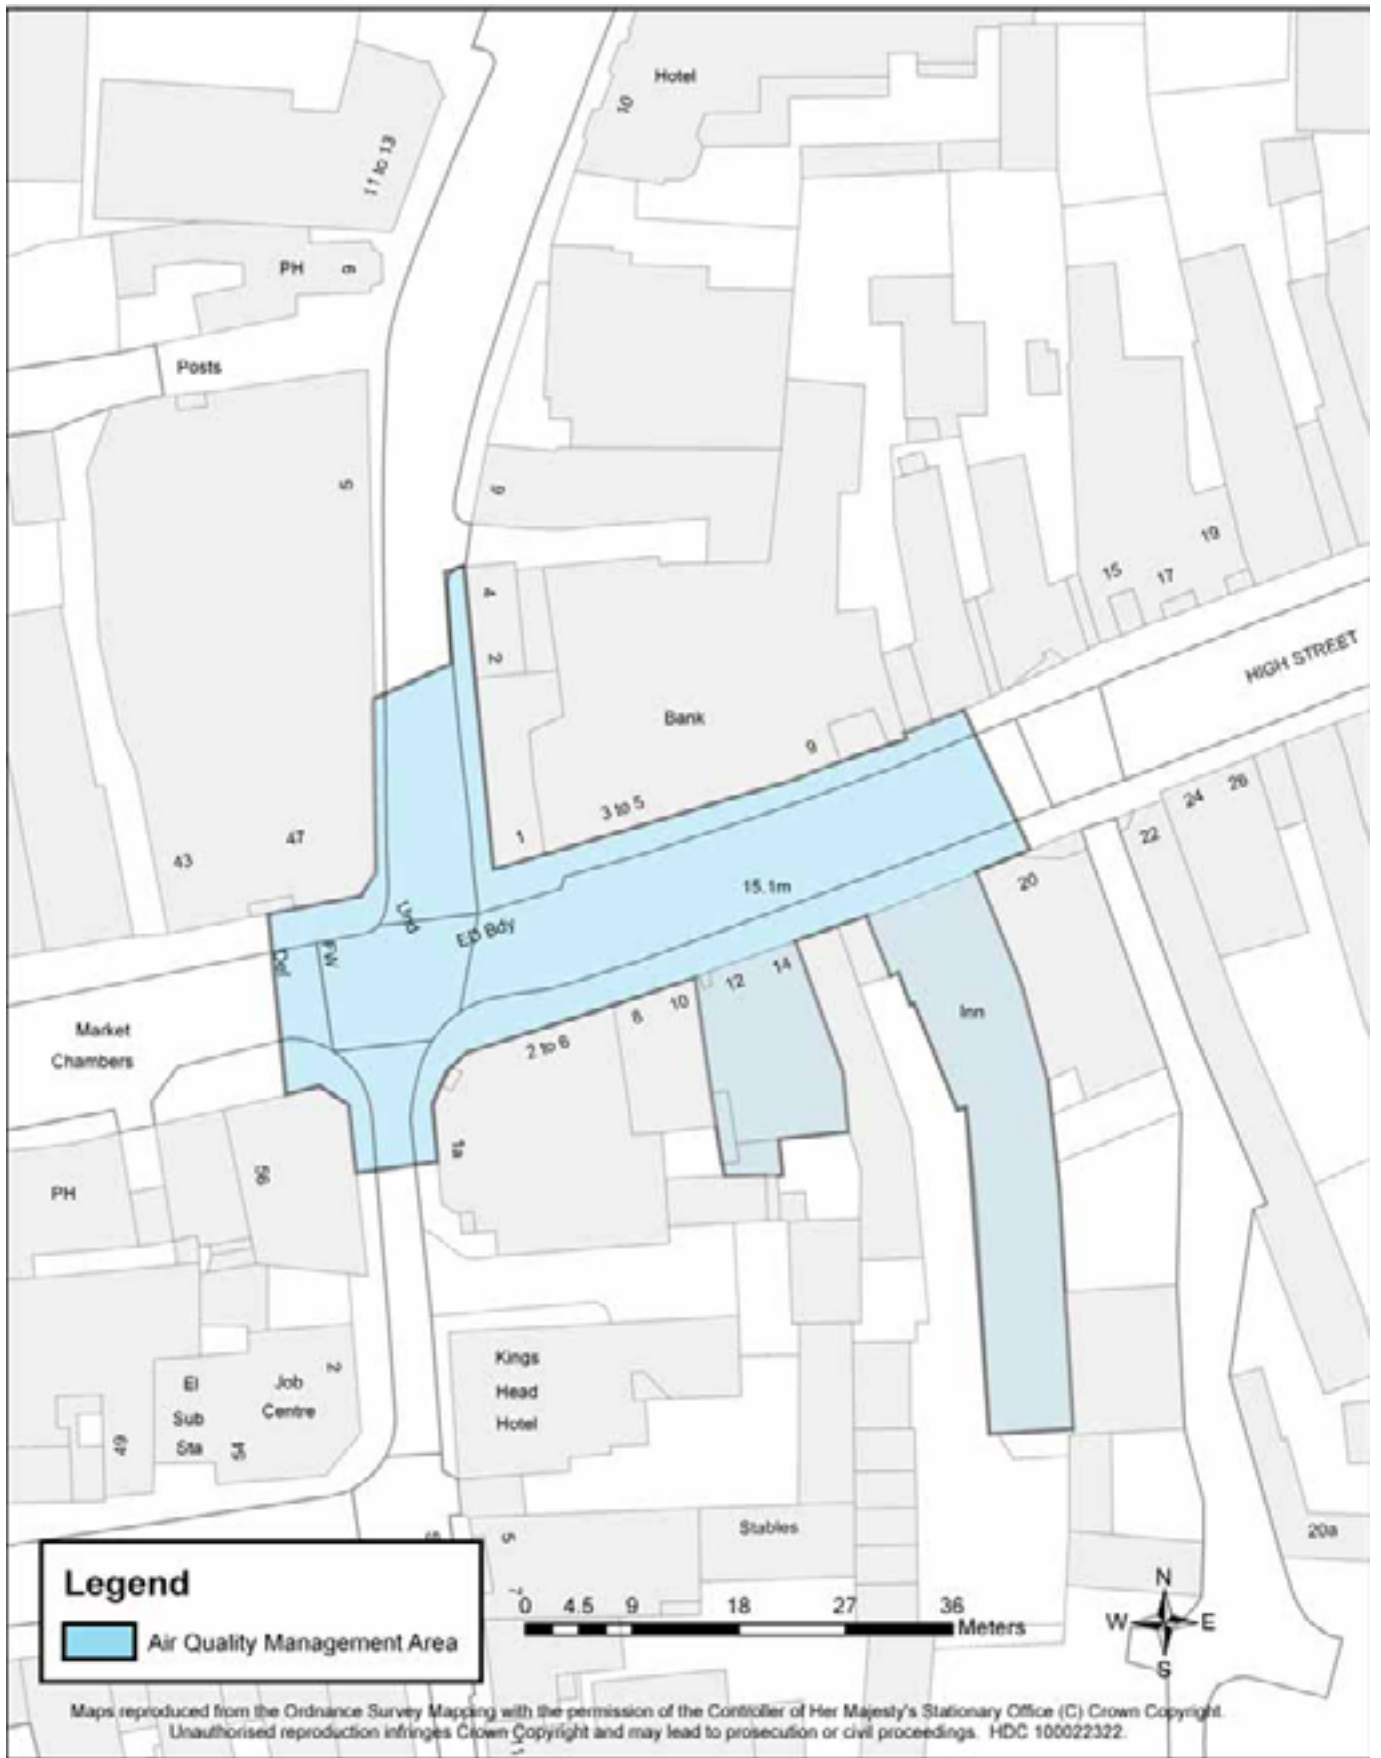 Hotel
10
11 to 13
PH
9
Posts
5
6
4
2
19
15
17
HIGH STREET
Bank
9
3 to 5
1
47
43
24
26
22
20
15.1m
Und
ED Bdy
FW
Def
14
12
10
8
2 to 6
Inn
Market
Chambers
1a
56
PH
Kings
Head
Hotel
2
Job
Centre
El
Sub
Sta
54
49
Stables
5
7
20a
Legend
Air Quality Management Area
0 4.5 9 18 27 36
Meters
N
W E
S
Maps reproduced from the Ordnance Survey Mapping with the permission of the Controller of Her Majesty's Stationary Office (C) Crown Copyright.
Unauthorised reproduction infringes Crown Copyright and may lead to prosecution or civil proceedings. HDC 100022322.